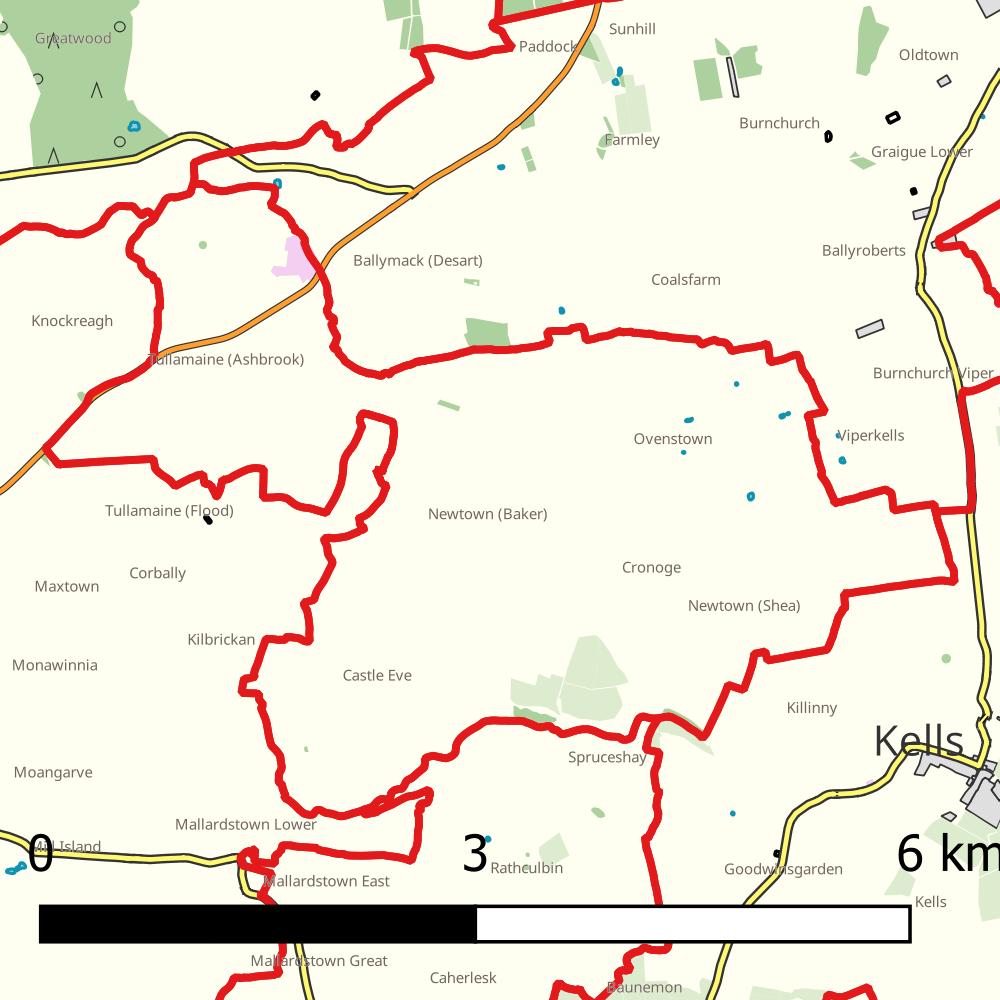 Sunhill
Greatwood
Paddock
Oldtown
Burnchurch
Farmley
Graigue Lower
Ballyroberts
Ballymack (Desart)
Coalsfarm
Knockreagh
Tullamaine (Ashbrook)
Burnchurch Viper
Viperkells
Ovenstown
Tullamaine (Flood)
Newtown (Baker)
Cronoge
Corbally
Maxtown
Newtown (Shea)
Kilbrickan
Monawinnia
Castle Eve
Killinny
Kells
Spruceshay
Moangarve
Mallardstown Lower
Mill Island
0
3
6 km
Rathculbin
Goodwinsgarden
Mallardstown East
Kells
Mallardstown Great
Caherlesk
Baunemon